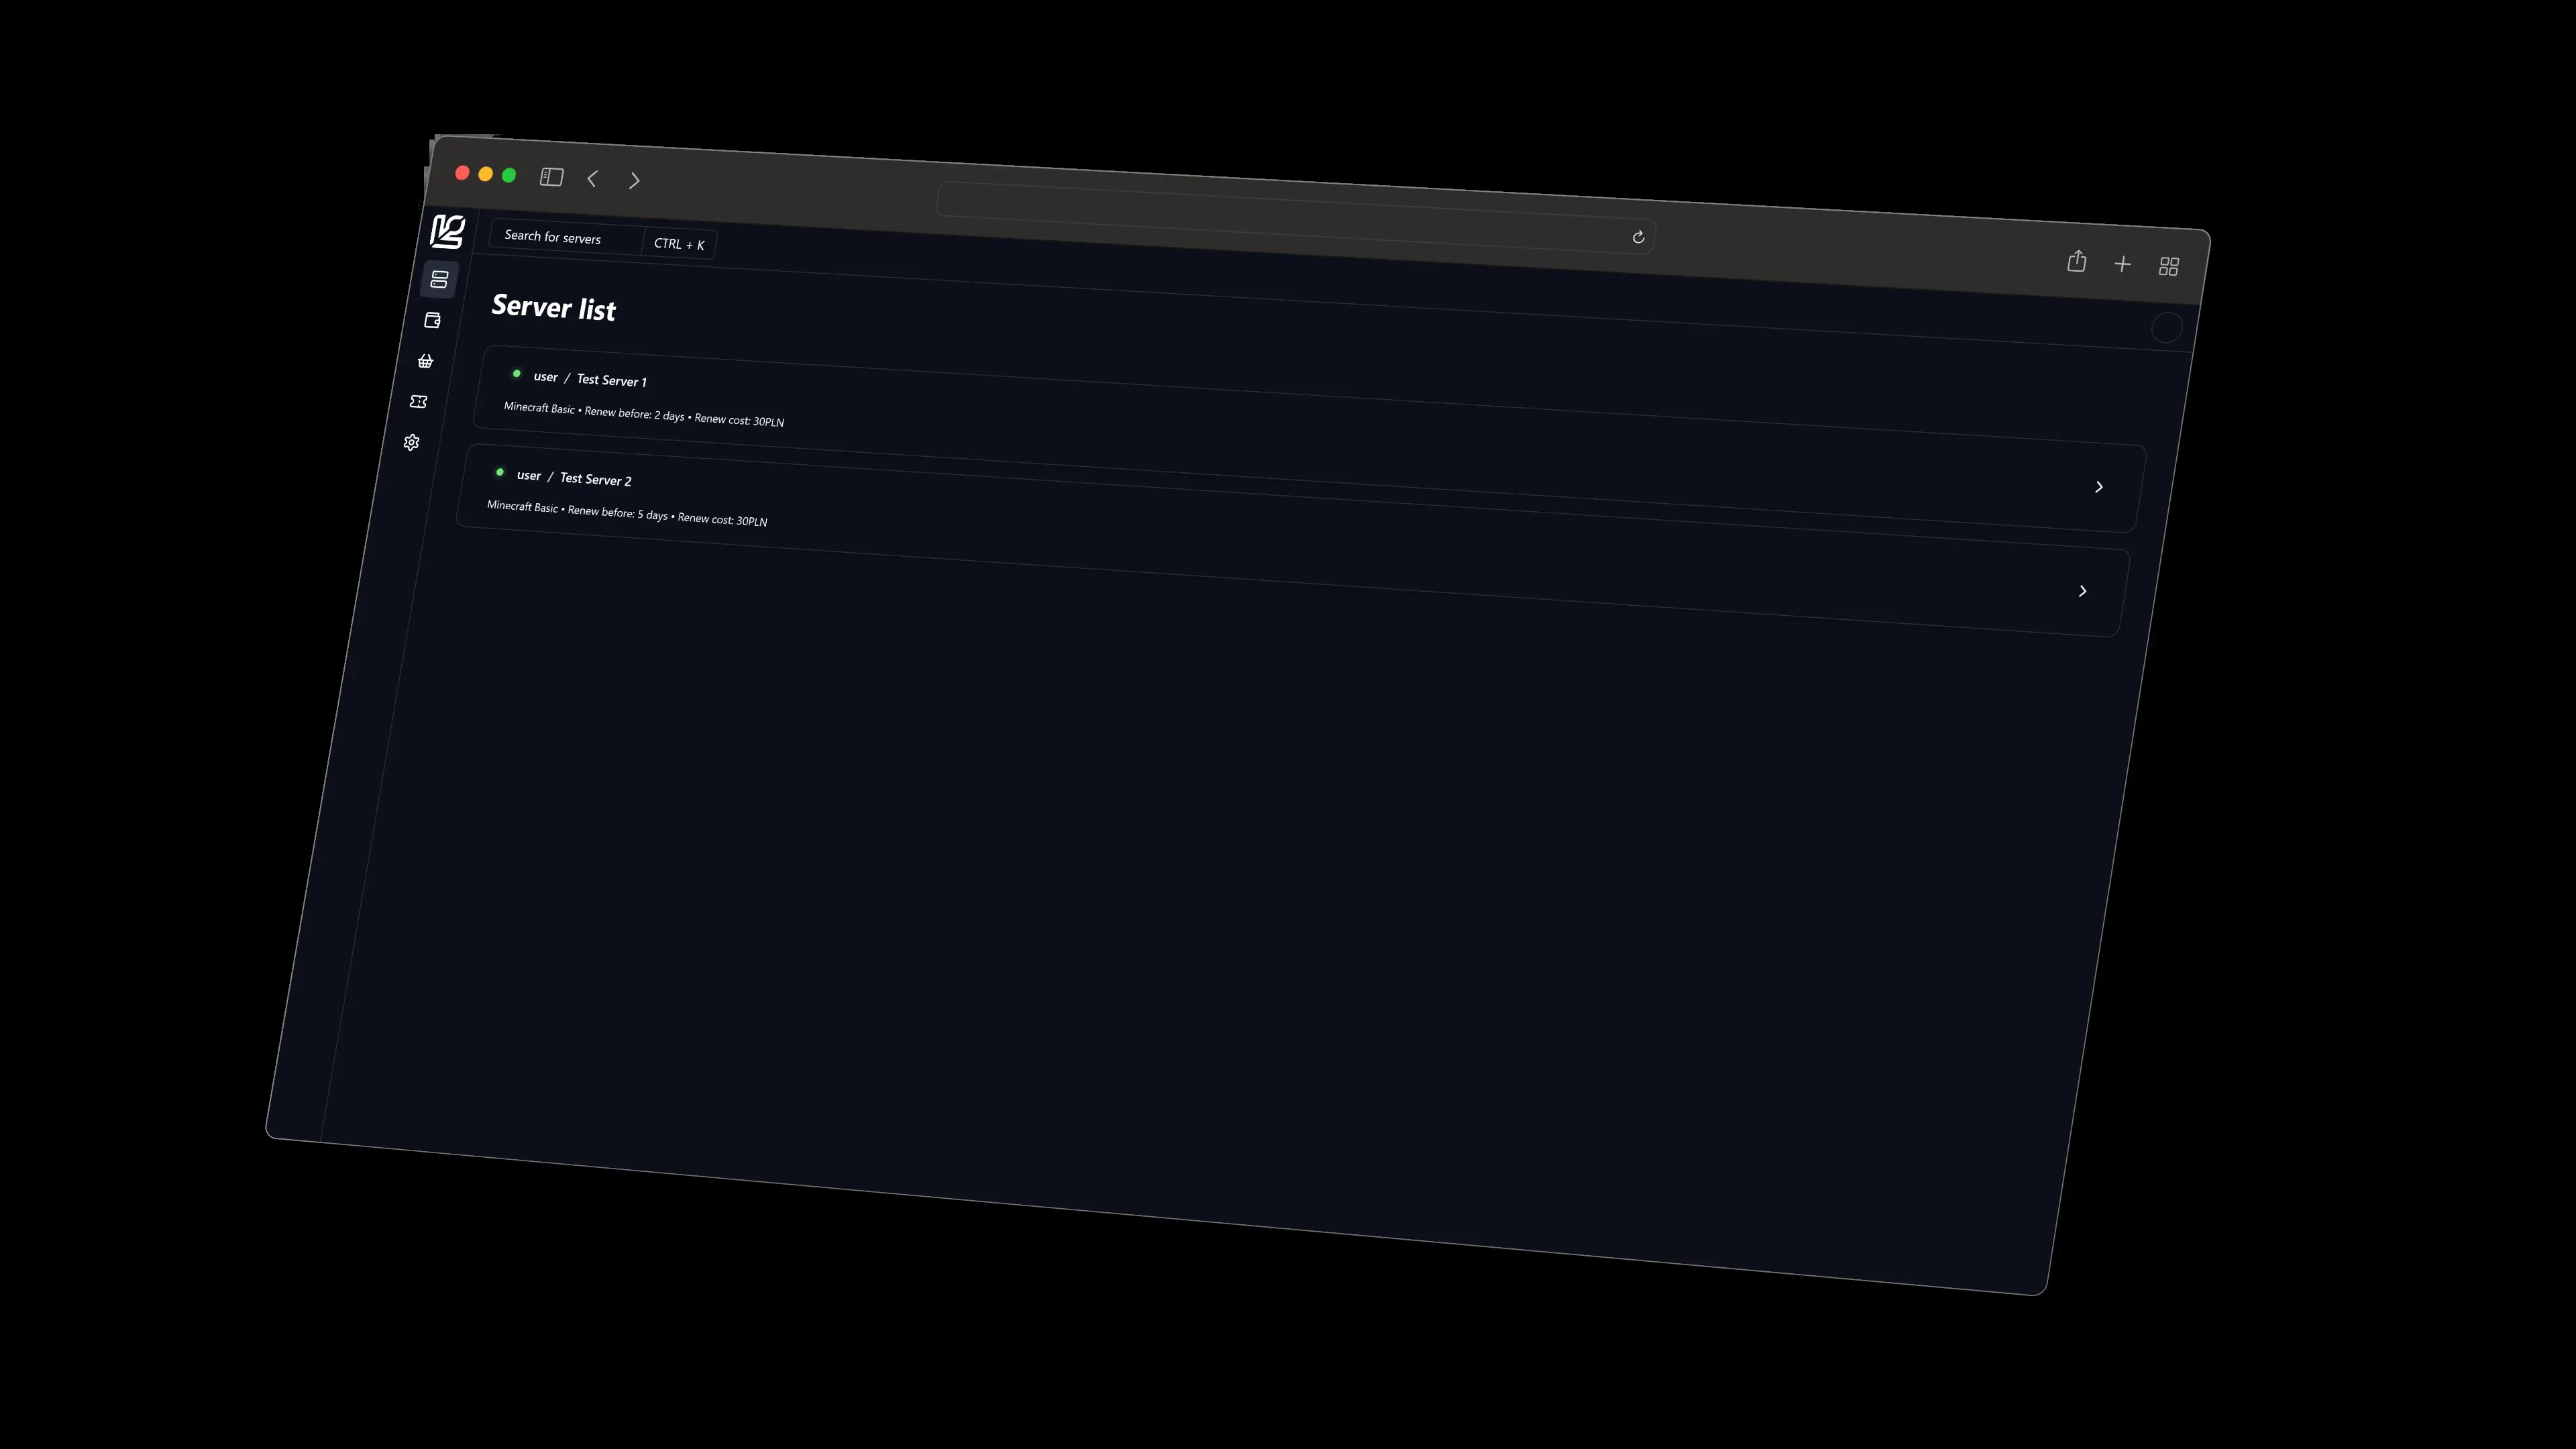 Search for servers CTRL + K
Server list
user / Test Server 1
Minecraft Basic • Renew before: 2 days • Renew cost: 30PLN
user / Test Server 2
Minecraft Basic • Renew before: 5 days • Renew cost: 30PLN